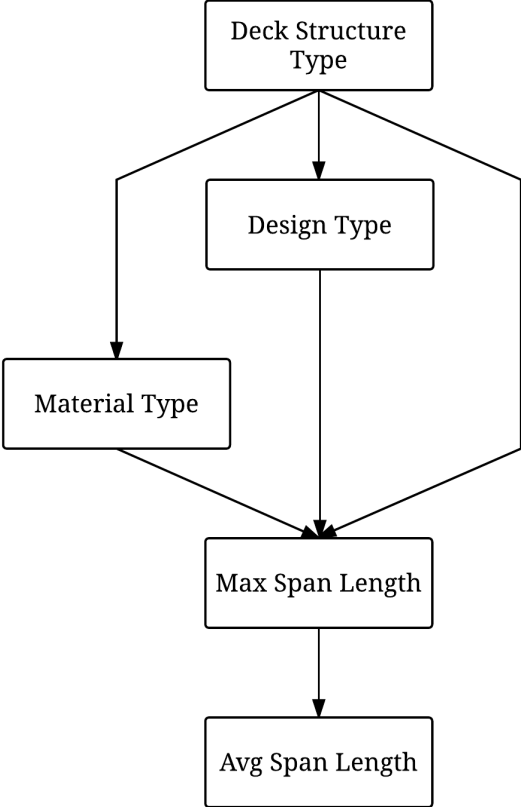 Deck Structure
Type
Design Type
Material Type
Max Span Length
Avg Span Length